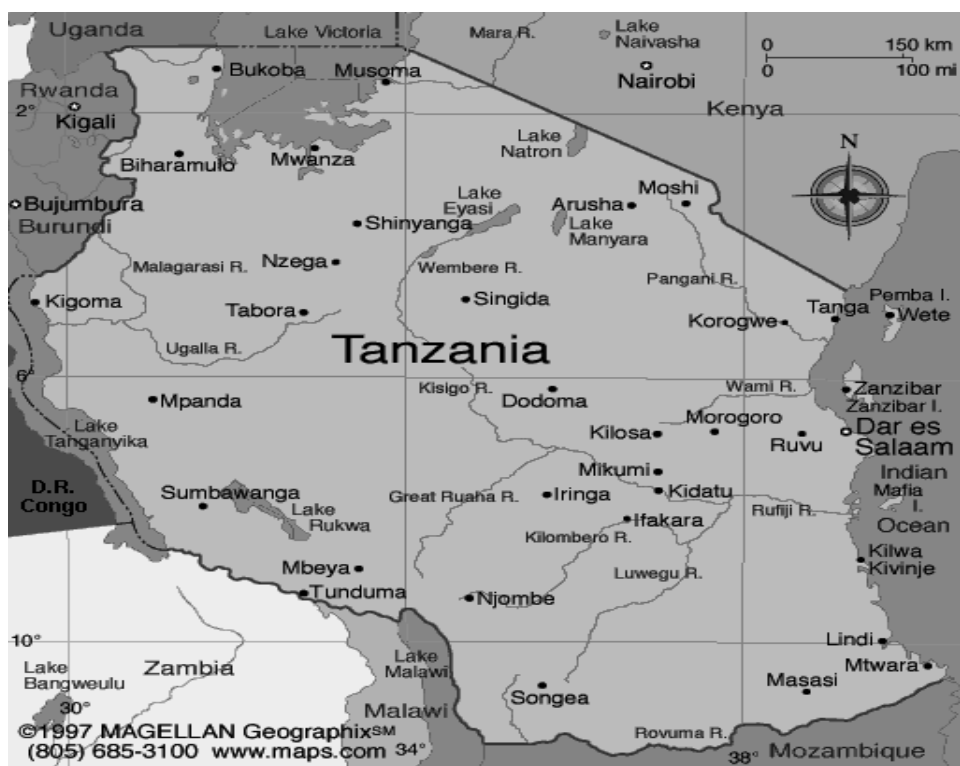 Uganda
Lake Victoria
Mara R.
Lake
Naivasha
0 150 km
0 100 mi
Bukoba
Musoma
Nairobi
Rwanda
Kigali
Kenya
2°
Lake
Natron
N
Biharamulo
Mwanza
Bujumbura
Burundi
Lake
Eyasi
Arusha
Moshi
Shinyanga
Lake
Manyara
Malagarasi R.
Nzega
Wembere R.
Pangani R.
Kigoma
Tabora
Singida
Pemba I.
Tanga
Wete
Korogwe
Ugalla R.
Tanzania
6°
Mpanda
Kisigo R.
Dodoma
Wami R.
Zanzibar
Zanzibar I.
Lake
Tanganyika
Kilosa
Morogoro
Ruvu
Dar es
Salaam
Mikumi
Indian
Ocean
D.R.
Congo
Sumbawanga
Lake
Rukwa
Great Ruaha R.
Iringa
Kidatu
Mafia
I.
Rufiji R.
Ifakara
Kilombero R.
Kilwa
Kivinje
Mbeya
Luwegu R.
Tunduma
Njombe
10°
Lindi
Lake
Bangweulu
Zambia
Lake
Malawi
Mtwara
Masasi
Songea
30°
Malawi
©1997 MAGELLAN Geographix℠
(805) 685-3100 www.maps.com
34°
Rovuma R.
38°
Mozambique